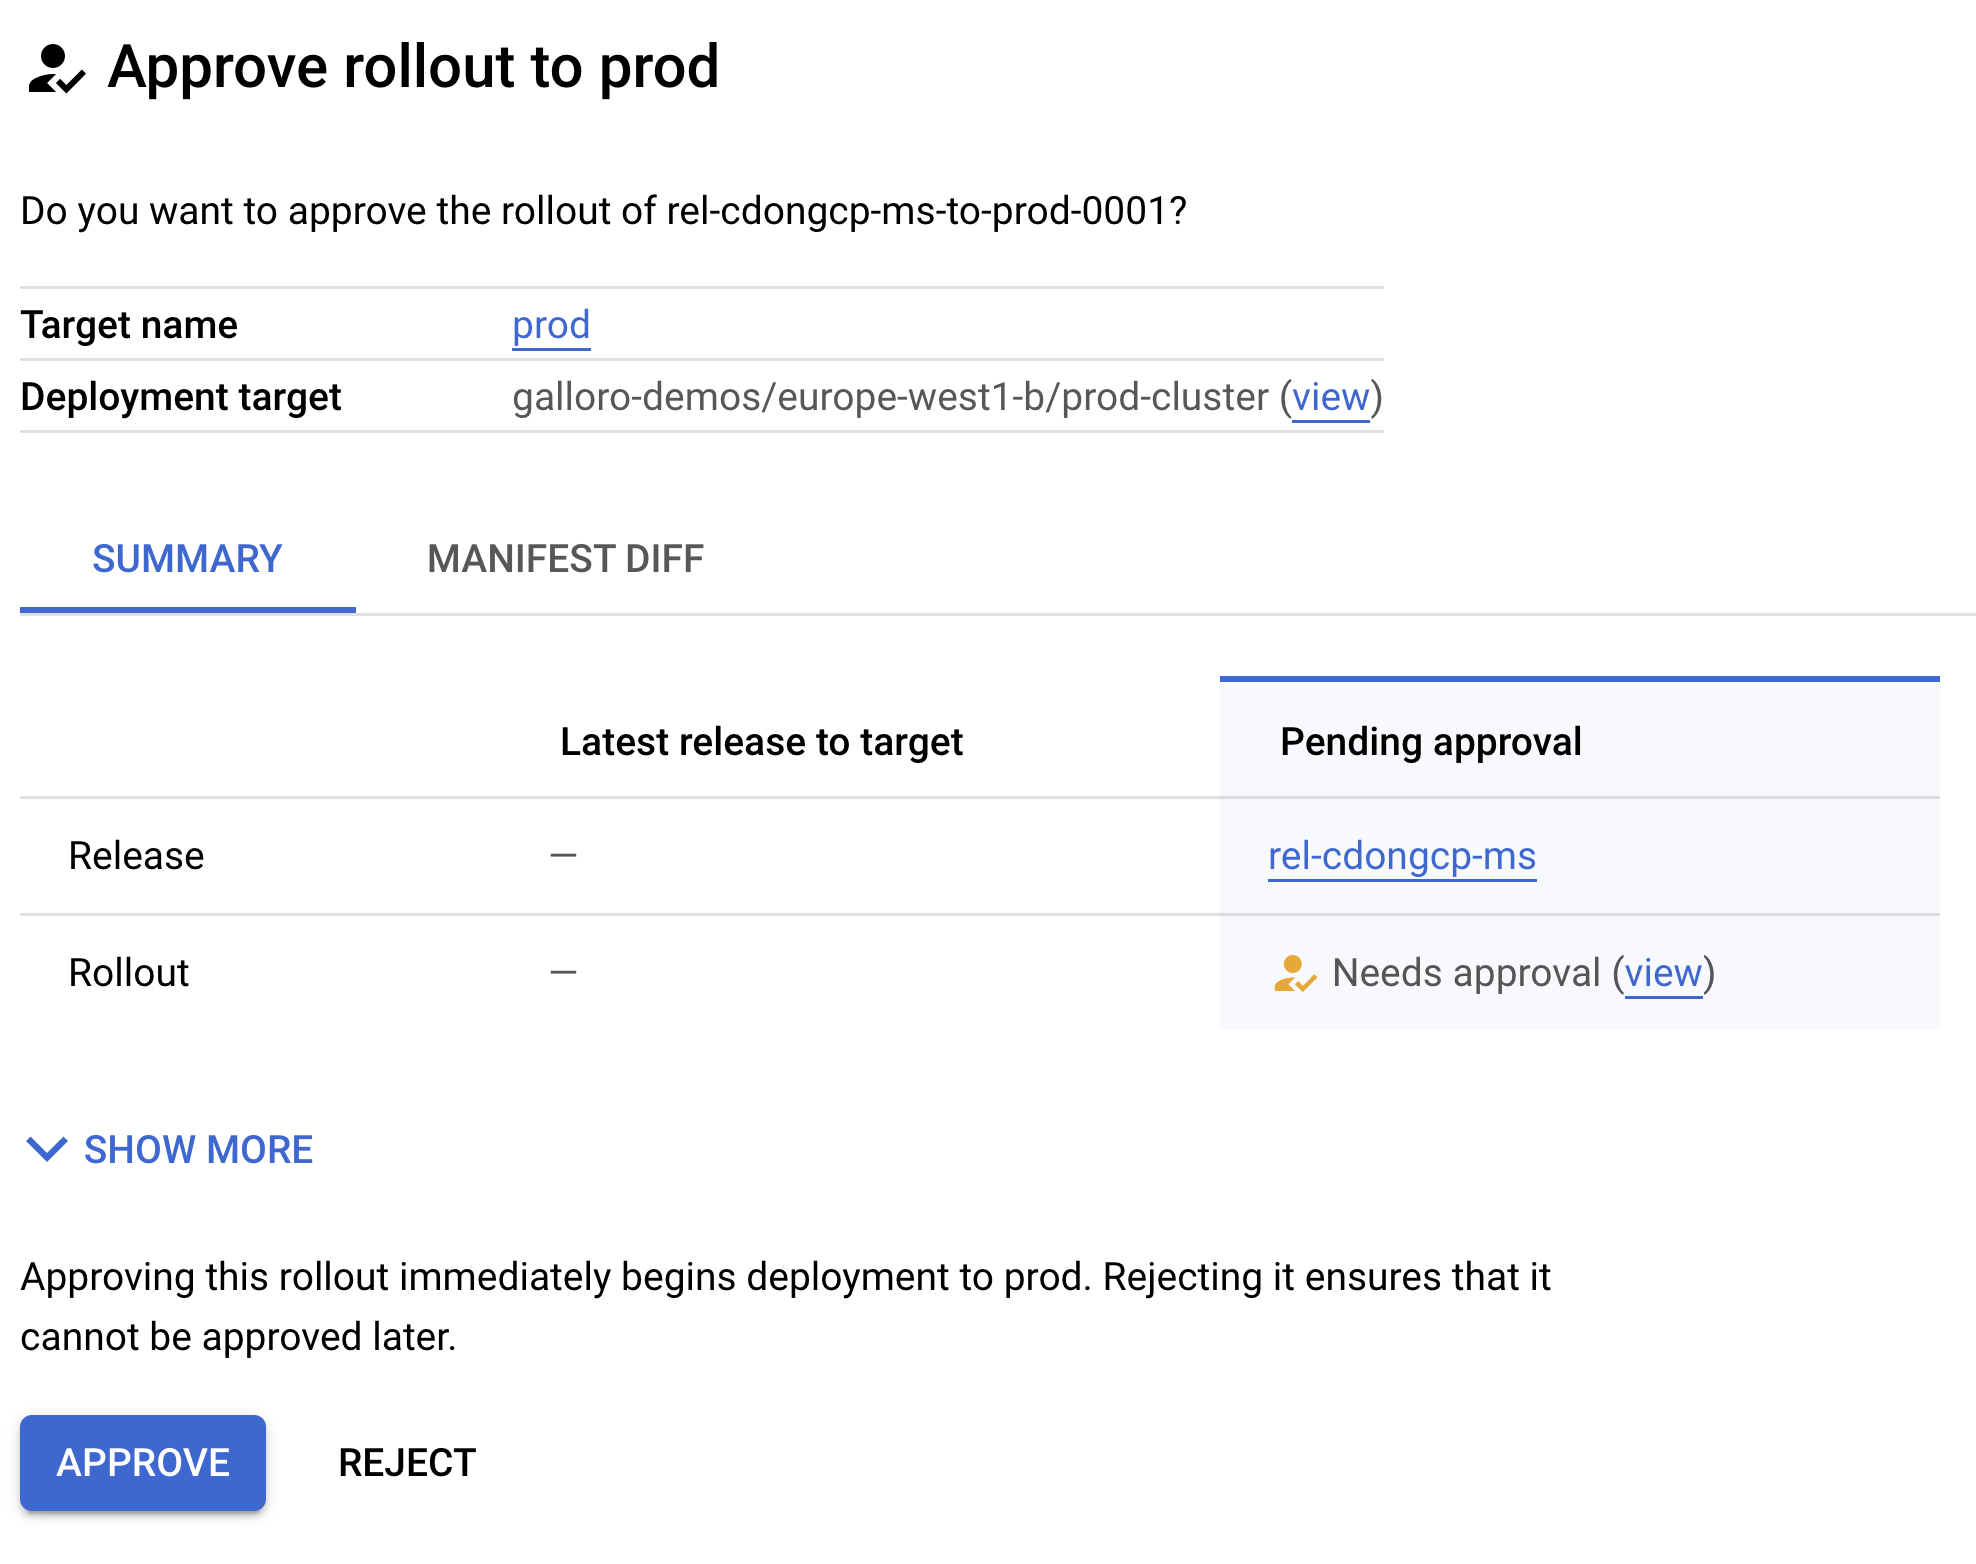 Approve rollout to prod
Do you want to approve the rollout of rel-cdongcp-ms-to-prod-0001?
Target name prod
Deployment target galloro-demos/europe-west1-b/prod-cluster (view)
SUMMARY MANIFEST DIFF
Latest release to target Pending approval
Release — rel-cdongcp-ms
Rollout — Needs approval (view)
SHOW MORE
Approving this rollout immediately begins deployment to prod. Rejecting it ensures that it
cannot be approved later.
APPROVE REJECT